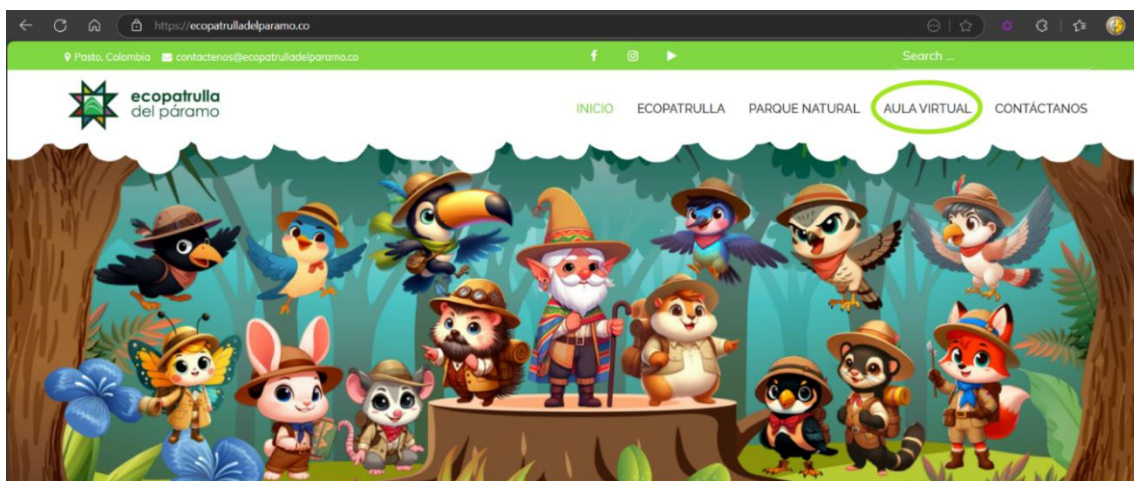 https://ecopatrulladelparamo.co
Pasto, Colombia contactenos@ecopatrulladelparamo.co Search ...
ecopatrulla
del páramo
INICIO ECOPATRULLA PARQUE NATURAL AULA VIRTUAL CONTÁCTANOS